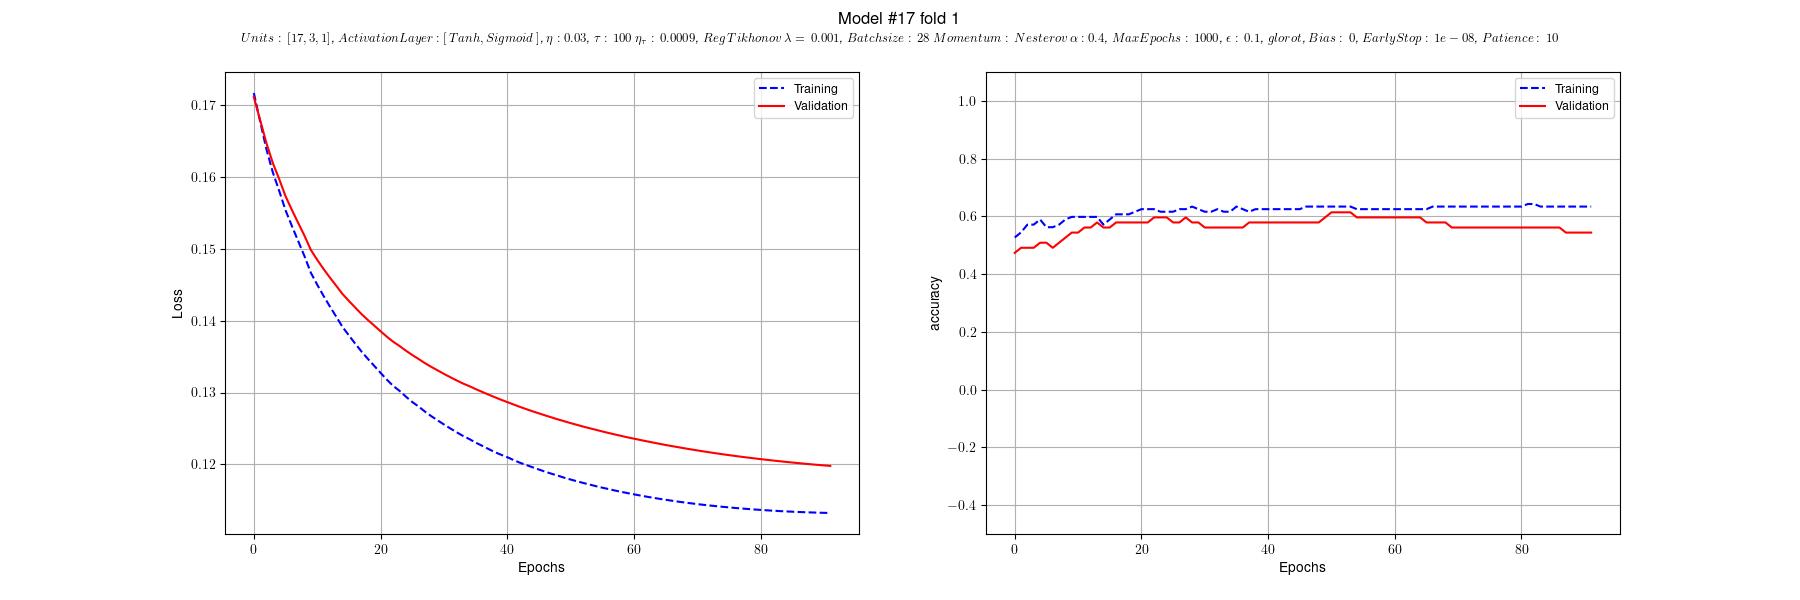 Model #17 fold 1
Units : [17, 3, 1], ActivationLayer : [ Tanh, Sigmoid ], η : 0.03, τ : 100 ητ : 0.0009, Reg Tikhonov λ = 0.001, Batchsize : 28 Momentum : Nesterov α : 0.4, MaxEpochs : 1000, ϵ : 0.1, glorot, Bias : 0, EarlyStop : 1e − 08, Patience : 10
Training
Validation
0.17
0.16
0.15
0.14
0.13
0.12
Loss
0
20
40
60
80
Epochs
Training
Validation
1.0
0.8
0.6
0.4
0.2
0.0
−0.2
−0.4
accuracy
0
20
40
60
80
Epochs